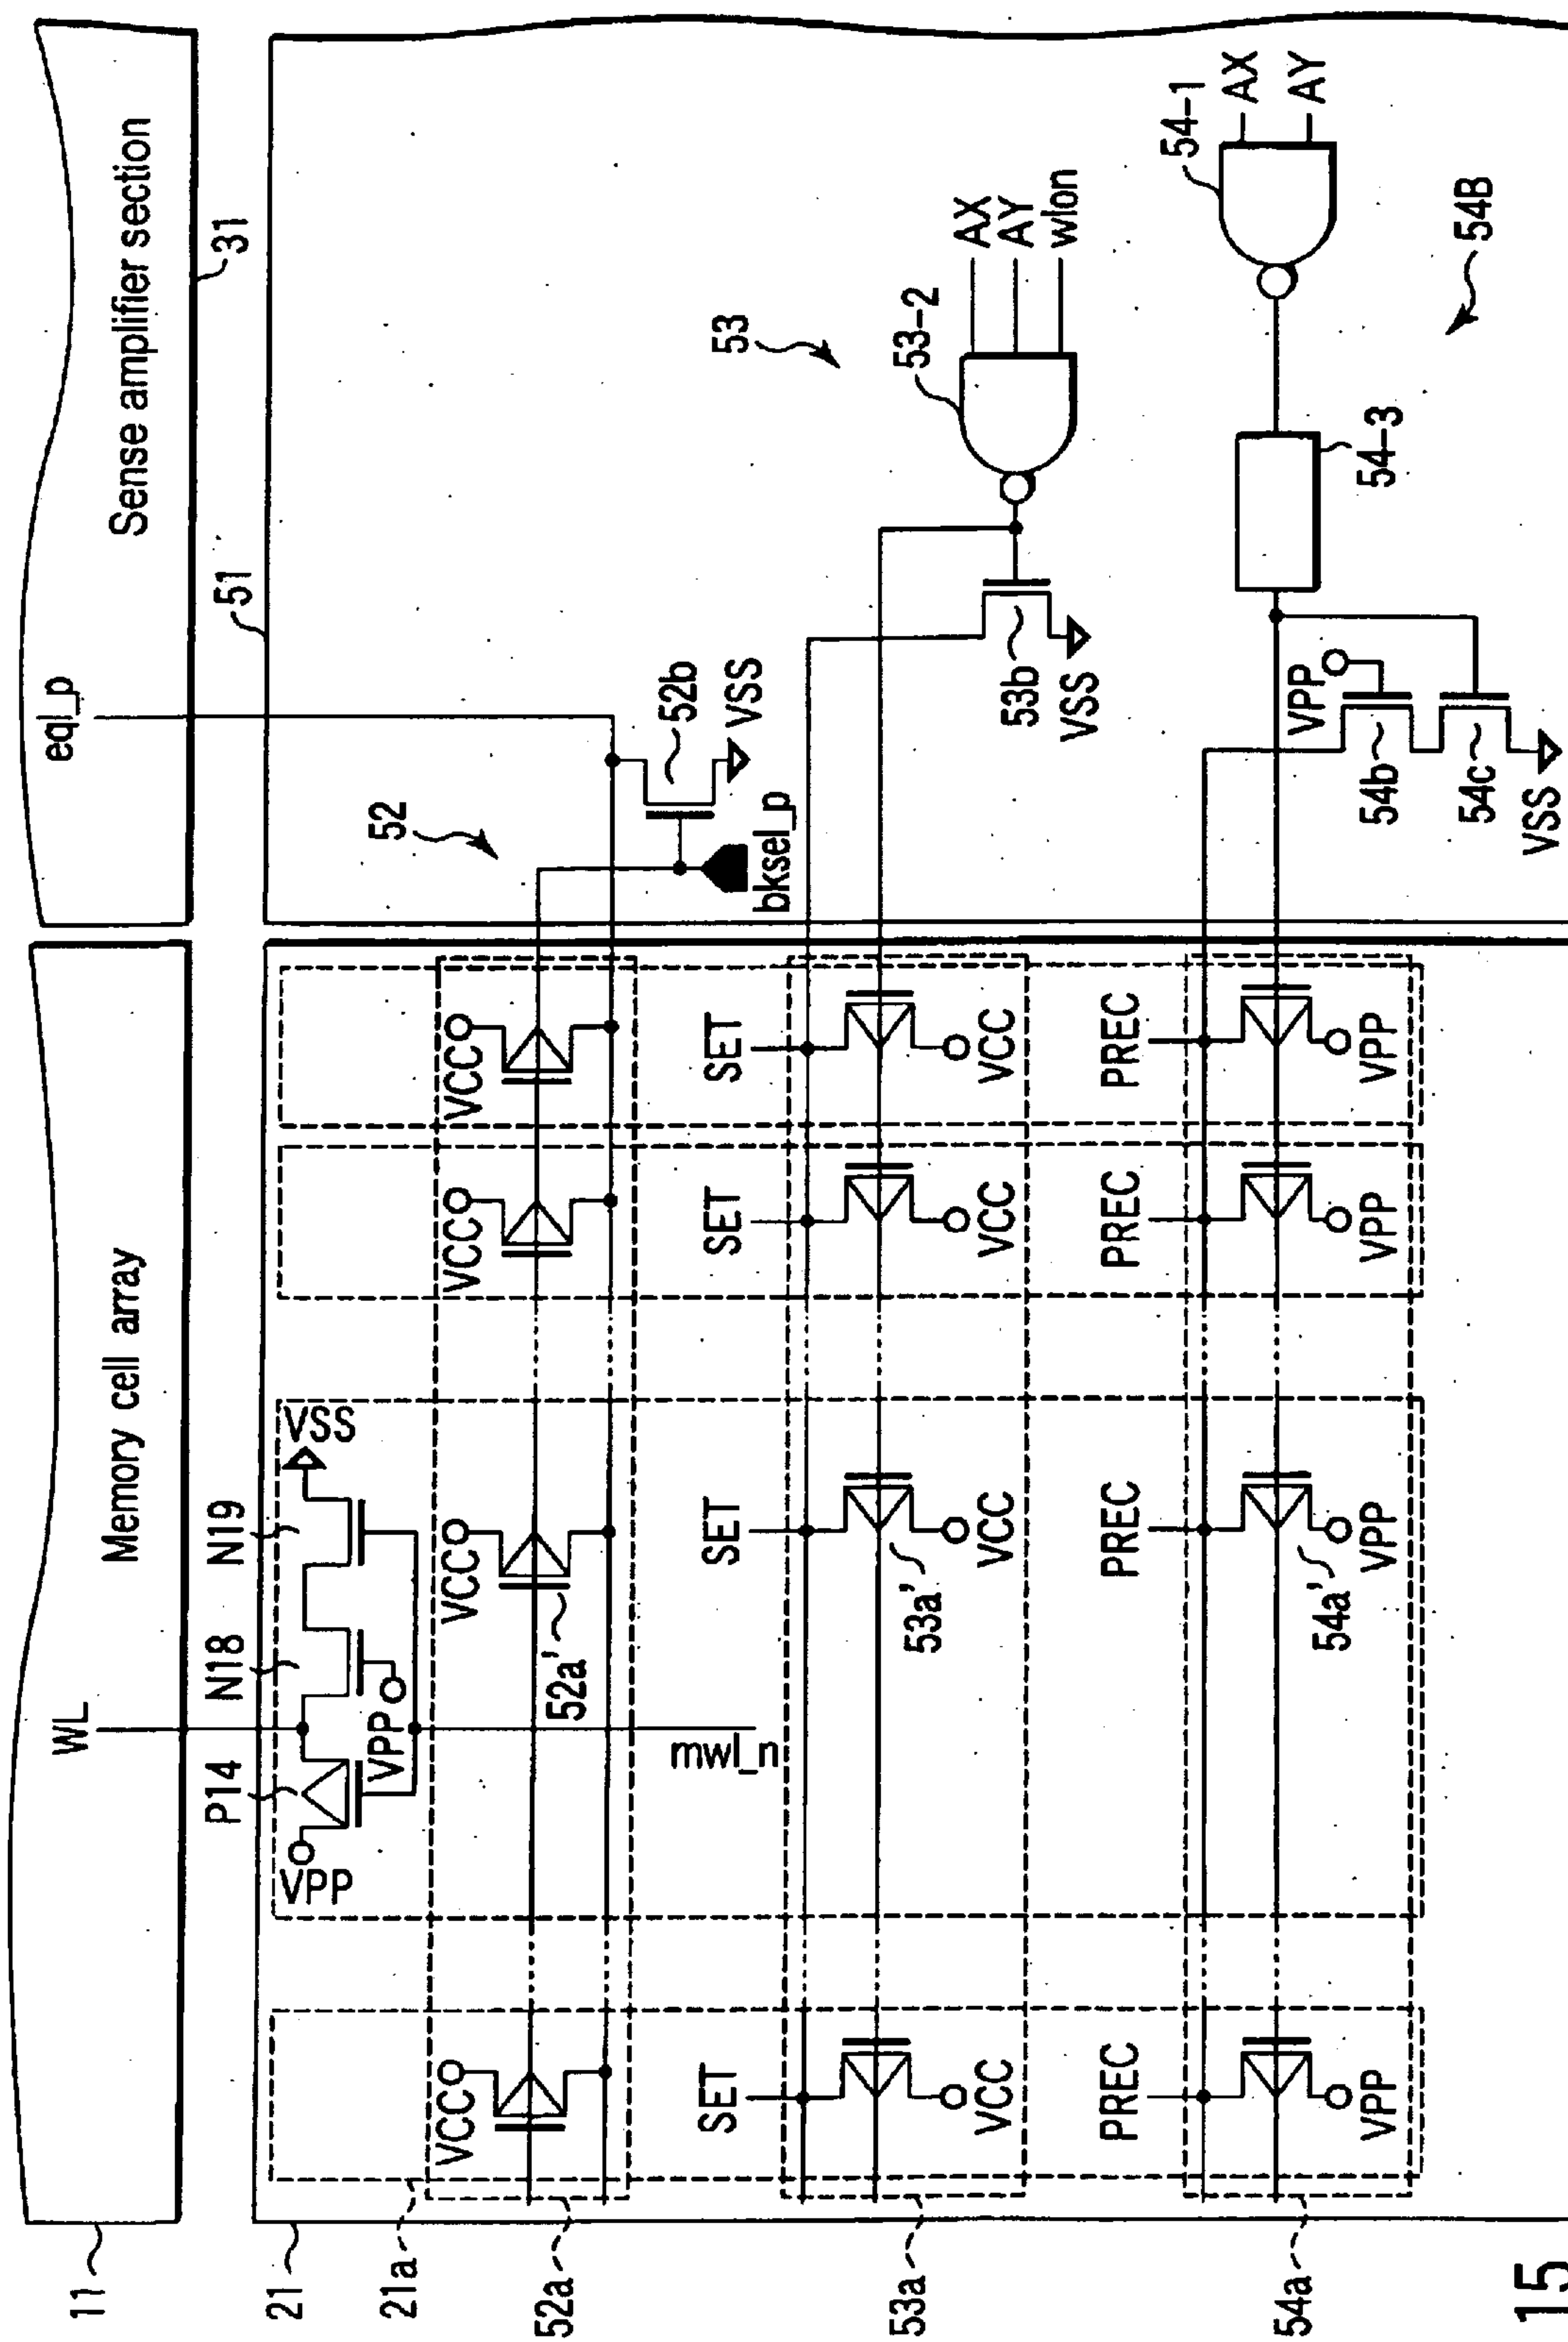 11
Memory cell array
WL
eql_p
Sense amplifier section
31
51
21
P14
N18
N19
VPP
VPP
VSS
mwl_n
21a
52a
VCC
VCC
52a'
VCC
VCC
52
bksel_p
52b
VSS
53a
SET
VCC
SET
53a'
VCC
SET
VCC
SET
VCC
53b
VSS
53
53-2
AX
AY
wlon
54a
PREC
VPP
PREC
54a'
VPP
PREC
VPP
PREC
VPP
VPP
54b
54c
VSS
54-3
54-1
AX
AY
54B
15